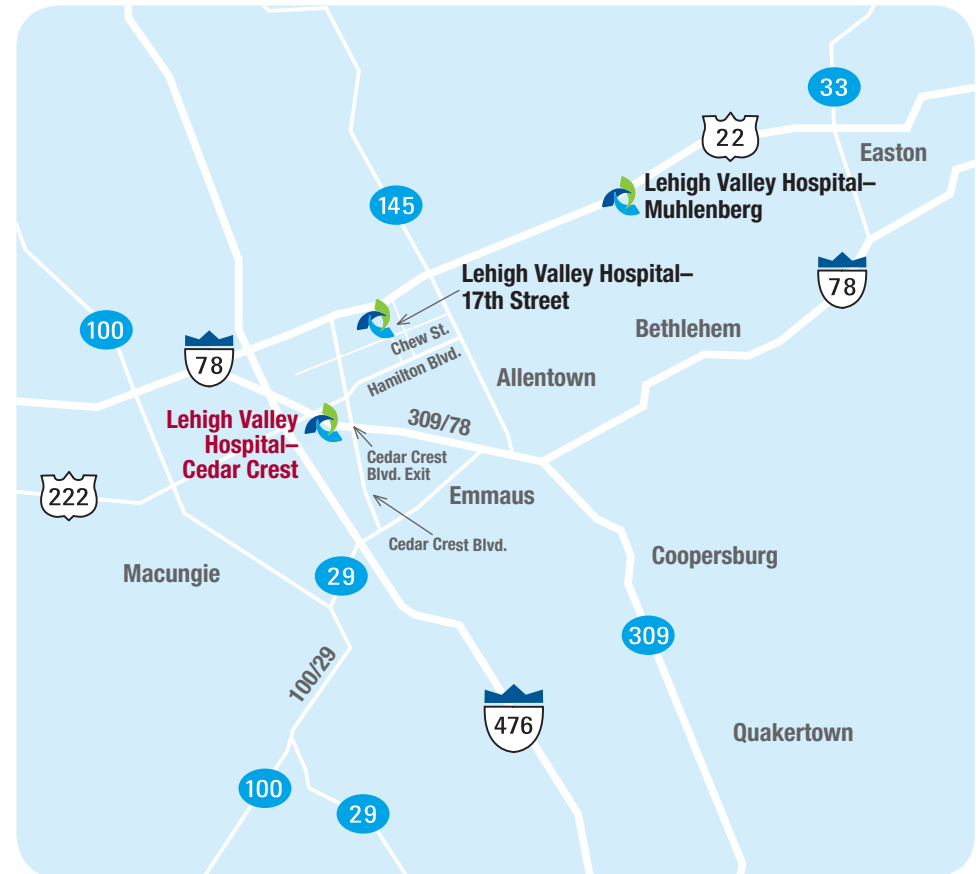 33
22
Easton
Lehigh Valley Hospital–
Muhlenberg
145
Lehigh Valley Hospital–
17th Street
78
100
Bethlehem
Chew St.
78
Hamilton Blvd.
Allentown
Lehigh Valley
Hospital–
Cedar Crest
309/78
Cedar Crest
Blvd. Exit
222
Emmaus
Cedar Crest Blvd.
Coopersburg
Macungie
29
309
100/29
476
Quakertown
100
29